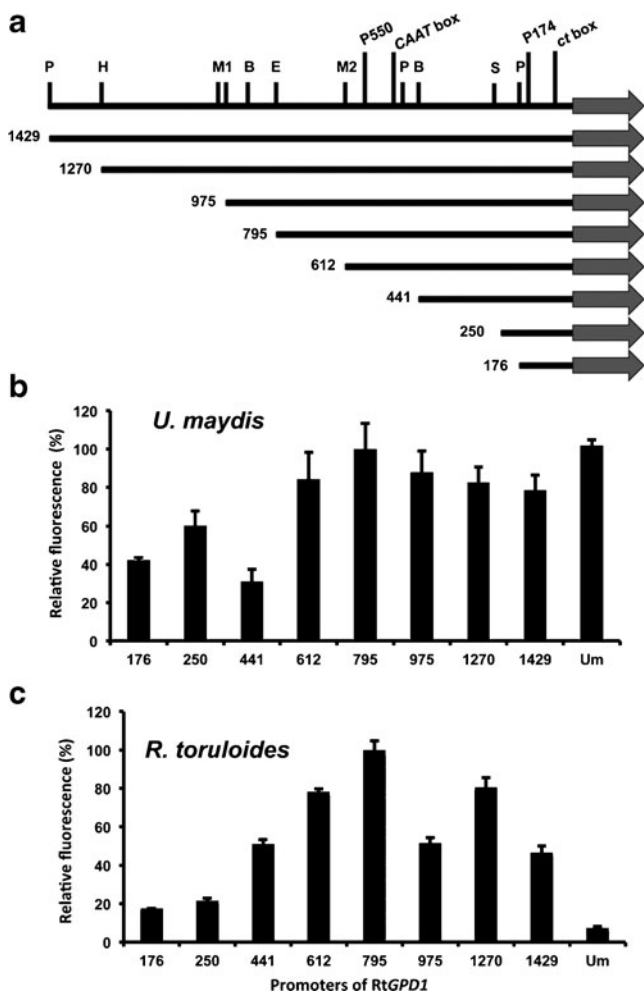 a
P550 CAAT box P174 ct box
P H M1 B E M2 P B S P
1429
1270
975
795
612
441
250
176
b
U. maydis
Relative fluorescence (%)
120
100
80
60
40
20
0
176 250 441 612 795 975 1270 1429 Um
c
R. toruloides
Relative fluorescence (%)
120
100
80
60
40
20
0
176 250 441 612 795 975 1270 1429 Um
Promoters of RtGPD1